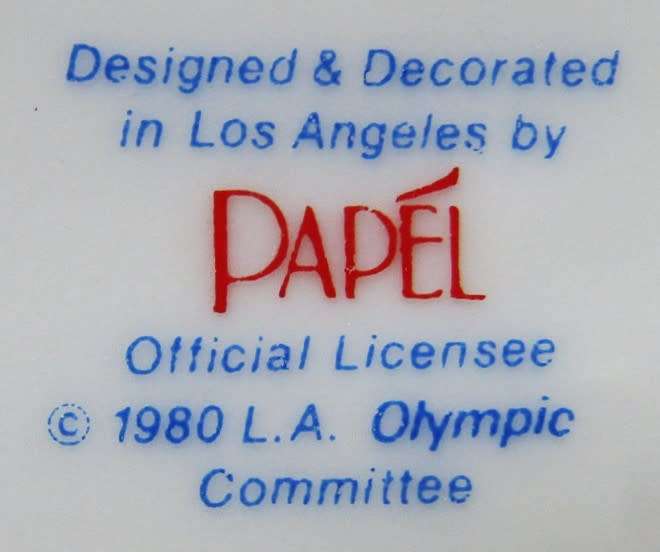 Designed & Decorated
in Los Angeles by
PAPÉL
Official Licensee
© 1980 L.A. Olympic
Committee